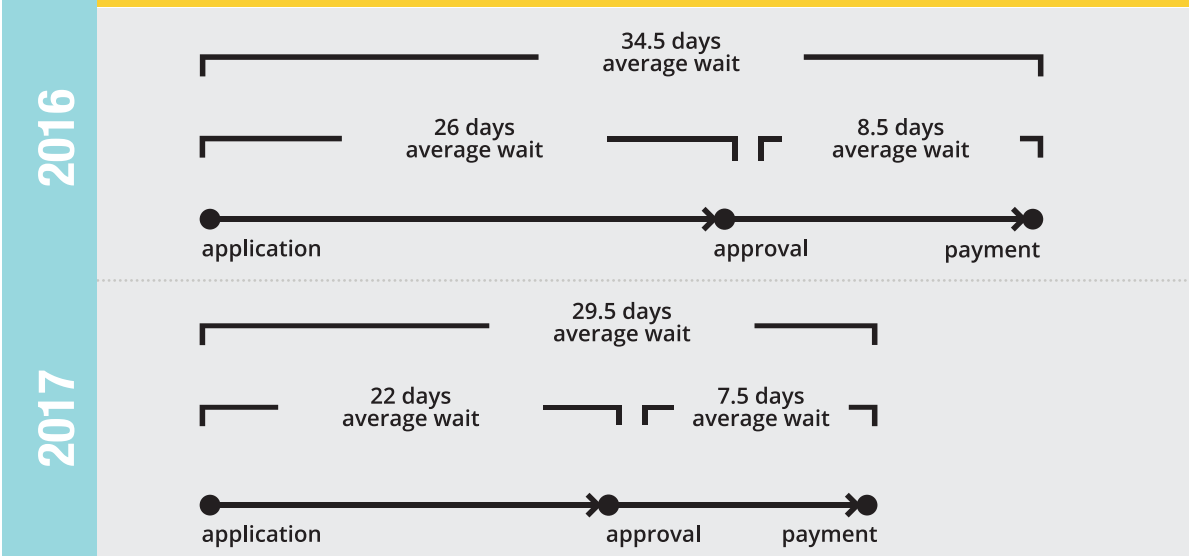 2016
34.5 days
average wait
26 days
average wait
8.5 days
average wait
application
approval
payment
2017
29.5 days
average wait
22 days
average wait
7.5 days
average wait
application
approval
payment